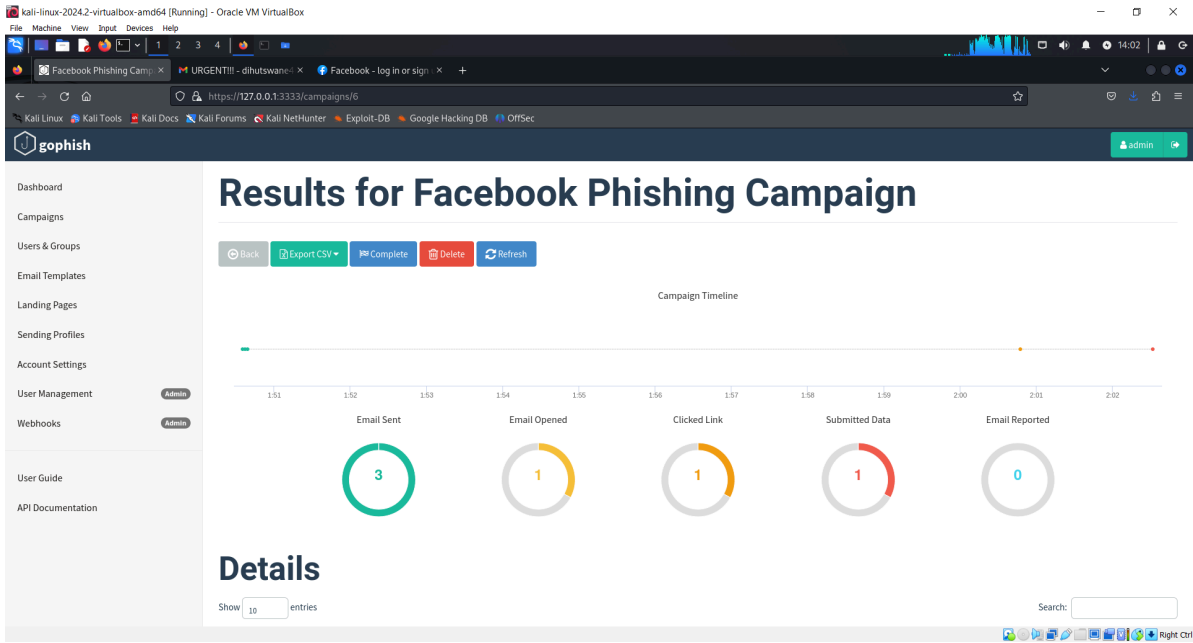 kali-linux-2024.2-virtualbox-amd64 [Running] - Oracle VM VirtualBox
File Machine View Input Devices Help
1 2 3 4 14:02
Facebook Phishing Camp × URGENT!!! - dihutswane4 × Facebook - log in or sign × +
https://127.0.0.1:3333/campaigns/6
Kali Linux Kali Tools Kali Docs Kali Forums Kali NetHunter Exploit-DB Google Hacking DB OffSec
gophish admin
Dashboard
Campaigns
Users & Groups
Email Templates
Landing Pages
Sending Profiles
Account Settings
User Management Admin
Webhooks Admin
User Guide
API Documentation
Results for Facebook Phishing Campaign
Back Export CSV Complete Delete Refresh
Campaign Timeline
1:51 1:52 1:53 1:54 1:55 1:56 1:57 1:58 1:59 2:00 2:01 2:02
Email Sent Email Opened Clicked Link Submitted Data Email Reported
3 1 1 1 0
Details
Show 10 entries Search:
Right Ctrl